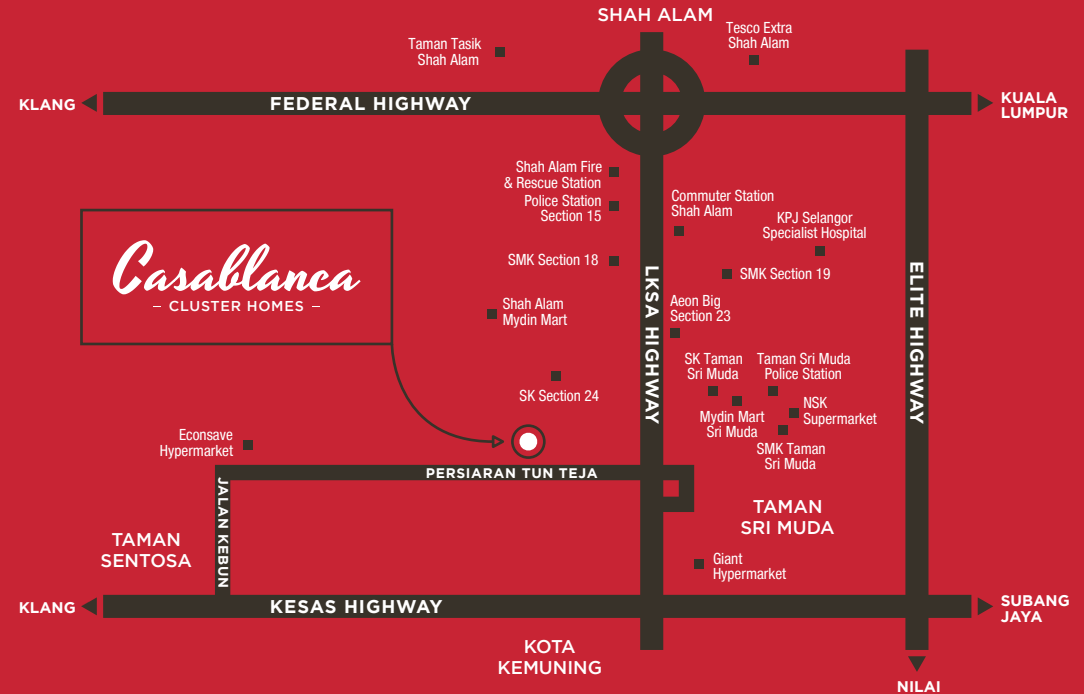 SHAH ALAM
Taman Tasik
Shah Alam
Tesco Extra
Shah Alam
KLANG
FEDERAL HIGHWAY
KUALA
LUMPUR
Shah Alam Fire
& Rescue Station
Police Station
Section 15
Commuter Station
Shah Alam
KPJ Selangor
Specialist Hospital
SMK Section 18
SMK Section 19
Casablanca
– CLUSTER HOMES –
LKSA HIGHWAY
ELITE HIGHWAY
Shah Alam
Mydin Mart
Aeon Big
Section 23
SK Taman
Sri Muda
Taman Sri Muda
Police Station
SK Section 24
Mydin Mart
Sri Muda
NSK
Supermarket
SMK Taman
Sri Muda
Econsave
Hypermarket
PERSIARAN TUN TEJA
JALAN KEBUN
TAMAN
SRI MUDA
TAMAN
SENTOSA
Giant
Hypermarket
KLANG
KESAS HIGHWAY
SUBANG
JAYA
KOTA
KEMUNING
NILAI